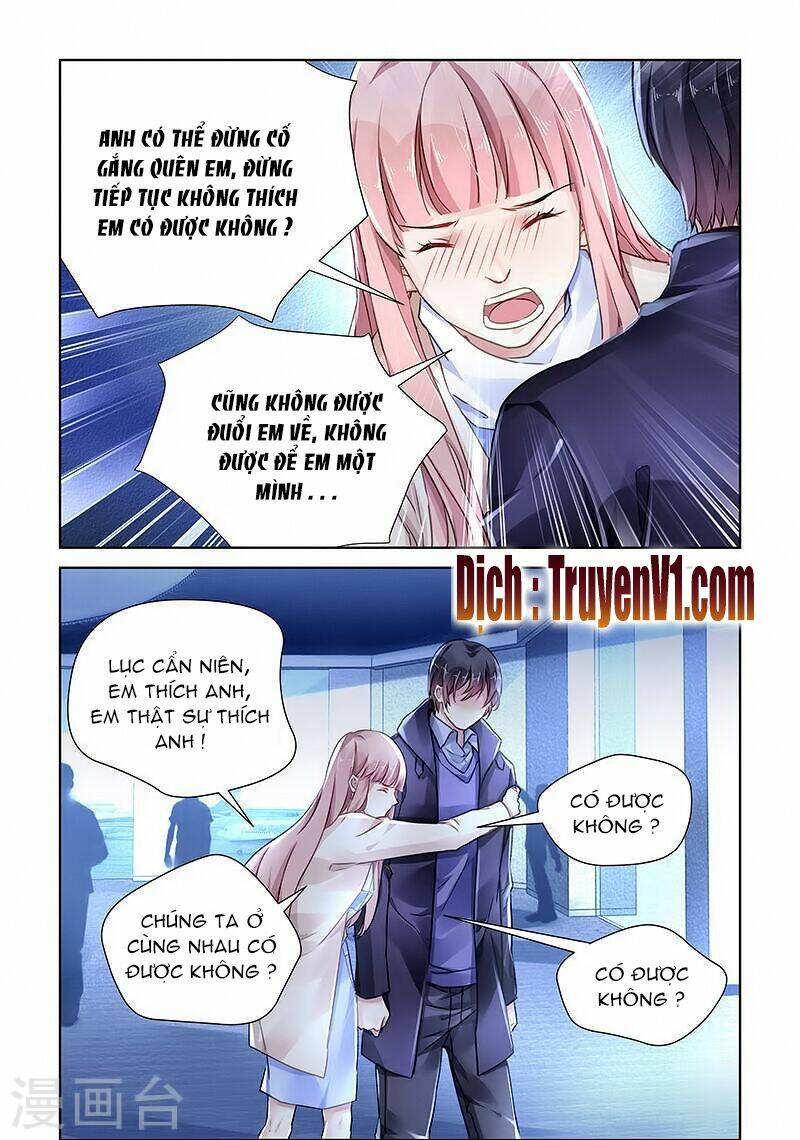 ANH CÓ THỂ ĐỪNG CỐ
GẮNG QUÊN EM, ĐỪNG
TIẾP TỤC KHÔNG THÍCH
EM CÓ ĐƯỢC KHÔNG ?
CŨNG KHÔNG ĐƯỢC
ĐUỔI EM VỀ, KHÔNG
ĐƯỢC ĐỂ EM MỘT
MÌNH . . .
Dịch : TruyenV1.com
LỤC CẨN NIÊN,
EM THÍCH ANH,
EM THẬT SỰ THÍCH
ANH !
CÓ ĐƯỢC
KHÔNG ?
CHÚNG TA Ở
CÙNG NHAU CÓ
ĐƯỢC KHÔNG ?
CÓ ĐƯỢC
KHÔNG ?
漫画台